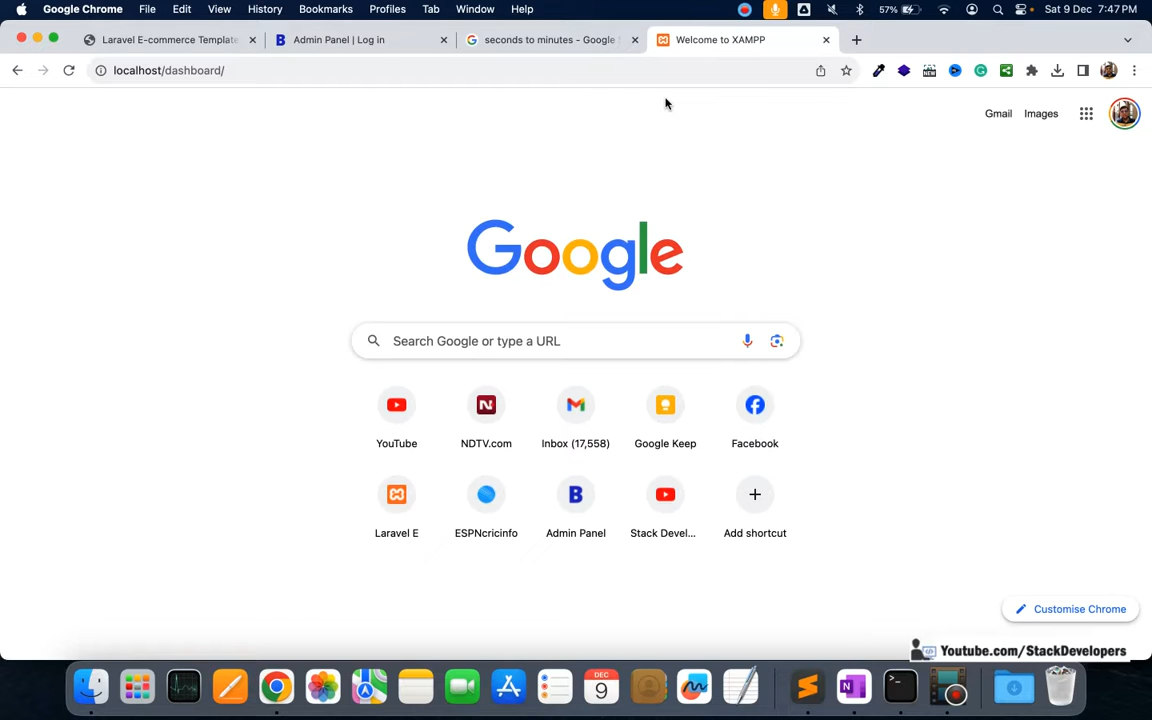 Google Chrome File Edit View History Bookmarks Profiles Tab Window Help 57% Sat 9 Dec 7:47 PM
Laravel E-commerce Template Admin Panel | Log in seconds to minutes - Google Welcome to XAMPP
localhost/dashboard/
Gmail Images
Google
Search Google or type a URL
YouTube NDTV.com Inbox (17,558) Google Keep Facebook
Laravel E ESPNcricinfo Admin Panel Stack Devel... Add shortcut
Customise Chrome
Youtube.com/StackDevelopers
DEC
9